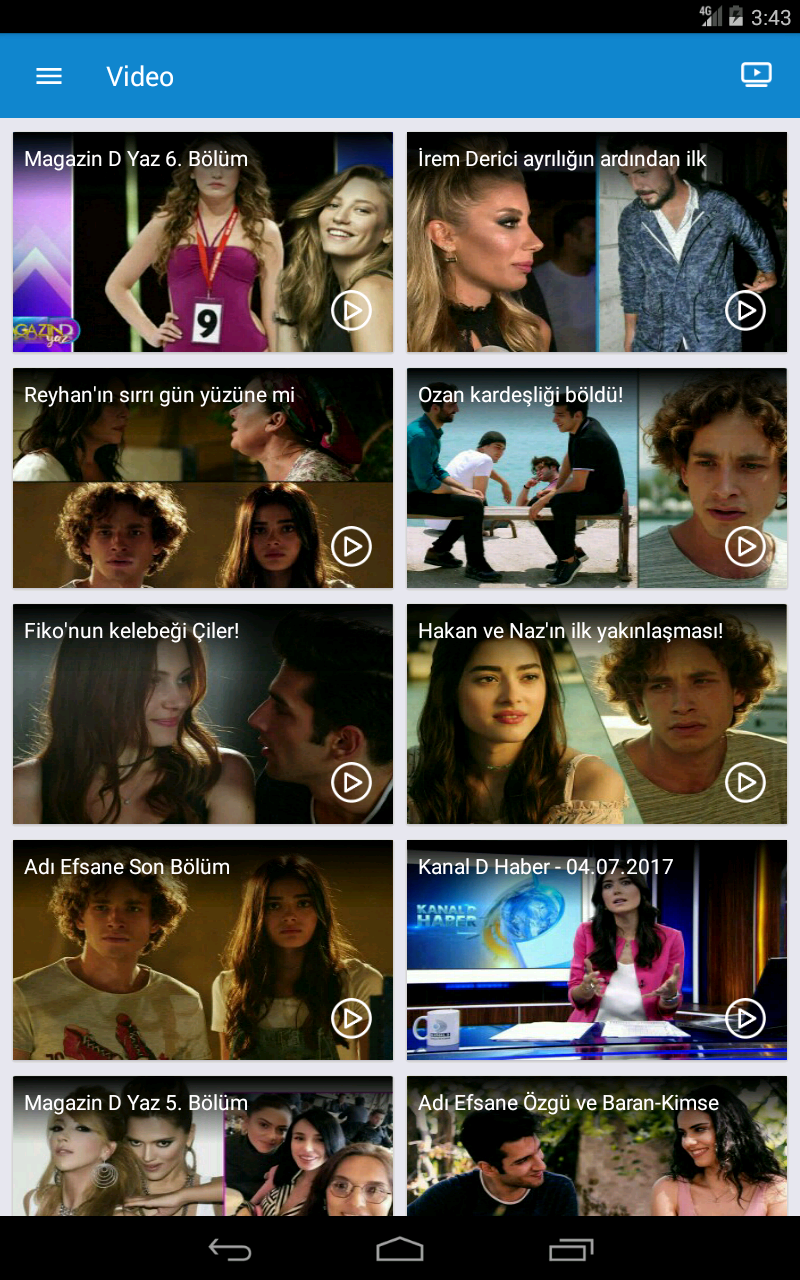 4G 3:43
Video
Magazin D Yaz 6. Bölüm
9
İrem Derici ayrılığın ardından ilk
Reyhan'ın sırrı gün yüzüne mi
Ozan kardeşliği böldü!
Fiko'nun kelebeği Çiler!
Hakan ve Naz'ın ilk yakınlaşması!
Adı Efsane Son Bölüm
Kanal D Haber - 04.07.2017
KANAL D
HABER
Magazin D Yaz 5. Bölüm
Adı Efsane Özgü ve Baran-Kimse